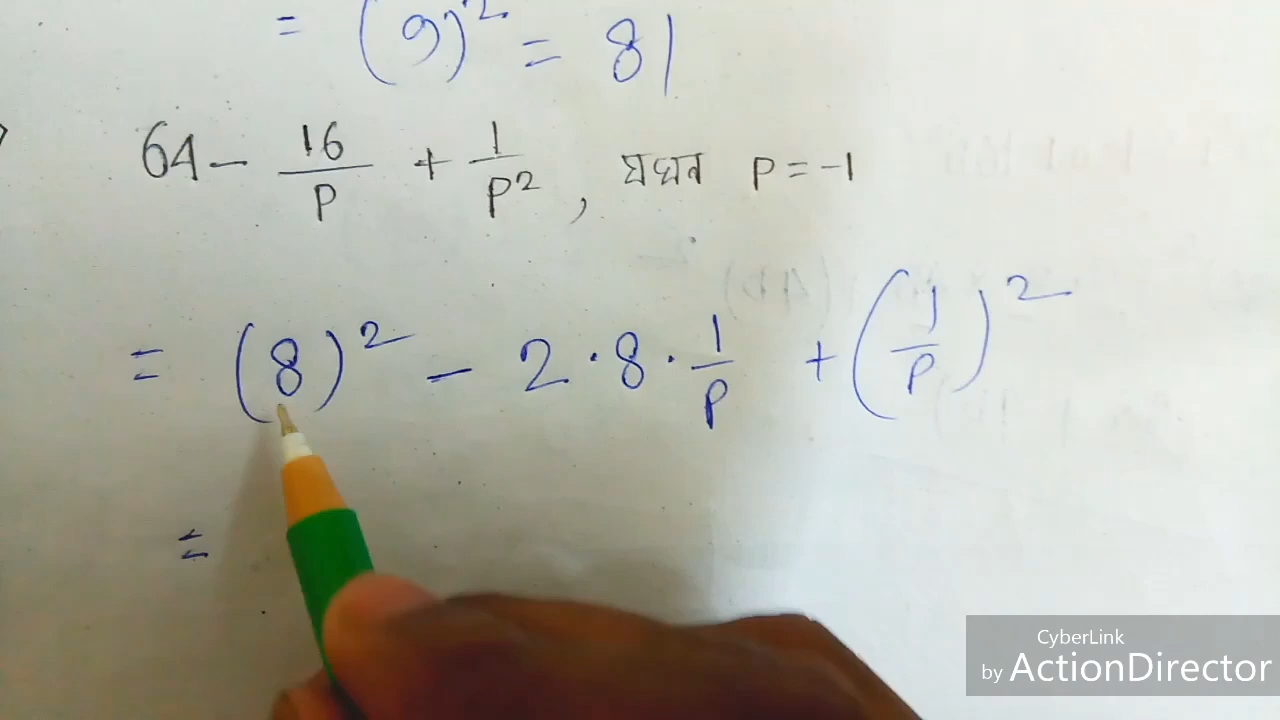 = (9)² = 81
64 - 16/P + 1/P², যখন P = -1
= (8)² - 2·8·1/P + (1/P)²
=
CyberLink
by ActionDirector